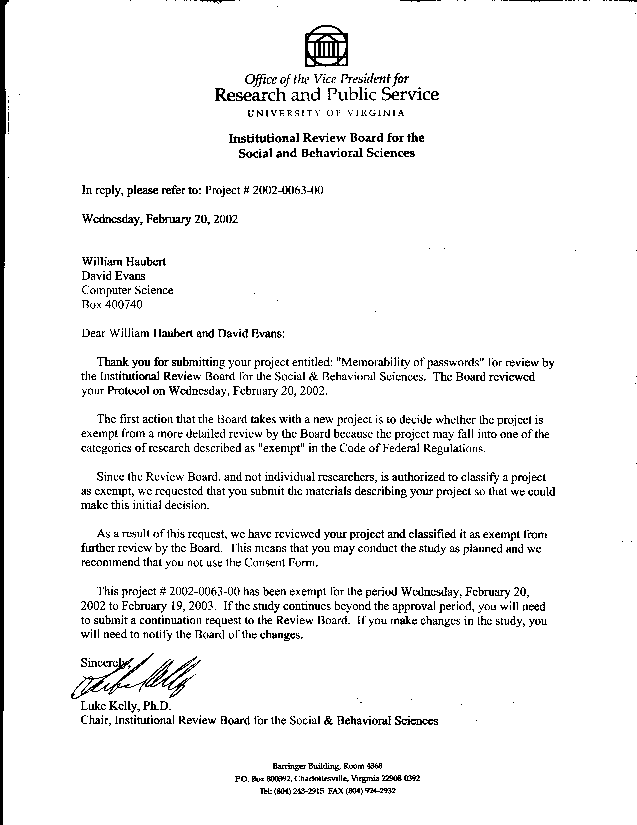 Office of the Vice President for
Research and Public Service
UNIVERSITY OF VIRGINIA
Institutional Review Board for the
Social and Behavioral Sciences
In reply, please refer to: Project # 2002-0063-00
Wednesday, February 20, 2002
William Haubert
David Evans
Computer Science
Box 400740
Dear William Haubert and David Evans:
Thank you for submitting your project entitled: "Memorability of passwords" for review by
the Institutional Review Board for the Social & Behavioral Sciences. The Board reviewed
your Protocol on Wednesday, February 20, 2002.
The first action that the Board takes with a new project is to decide whether the project is
exempt from a more detailed review by the Board because the project may fall into one of the
categories of research described as "exempt" in the Code of Federal Regulations.
Since the Review Board, and not individual researchers, is authorized to classify a project
as exempt, we requested that you submit the materials describing your project so that we could
make this initial decision.
As a result of this request, we have reviewed your project and classified it as exempt from
further review by the Board. This means that you may conduct the study as planned and we
recommend that you not use the Consent Form.
This project # 2002-0063-00 has been exempt for the period Wednesday, February 20,
2002 to February 19, 2003. If the study continues beyond the approval period, you will need
to submit a continuation request to the Review Board. If you make changes in the study, you
will need to notify the Board of the changes.
Sincerely,
Luke Kelly
Luke Kelly, Ph.D.
Chair, Institutional Review Board for the Social & Behavioral Sciences
Barringer Building, Room 4368
P.O. Box 800392, Charlottesville, Virginia 22908-0392
Tel: (804) 243-2915 FAX (804) 924-2932